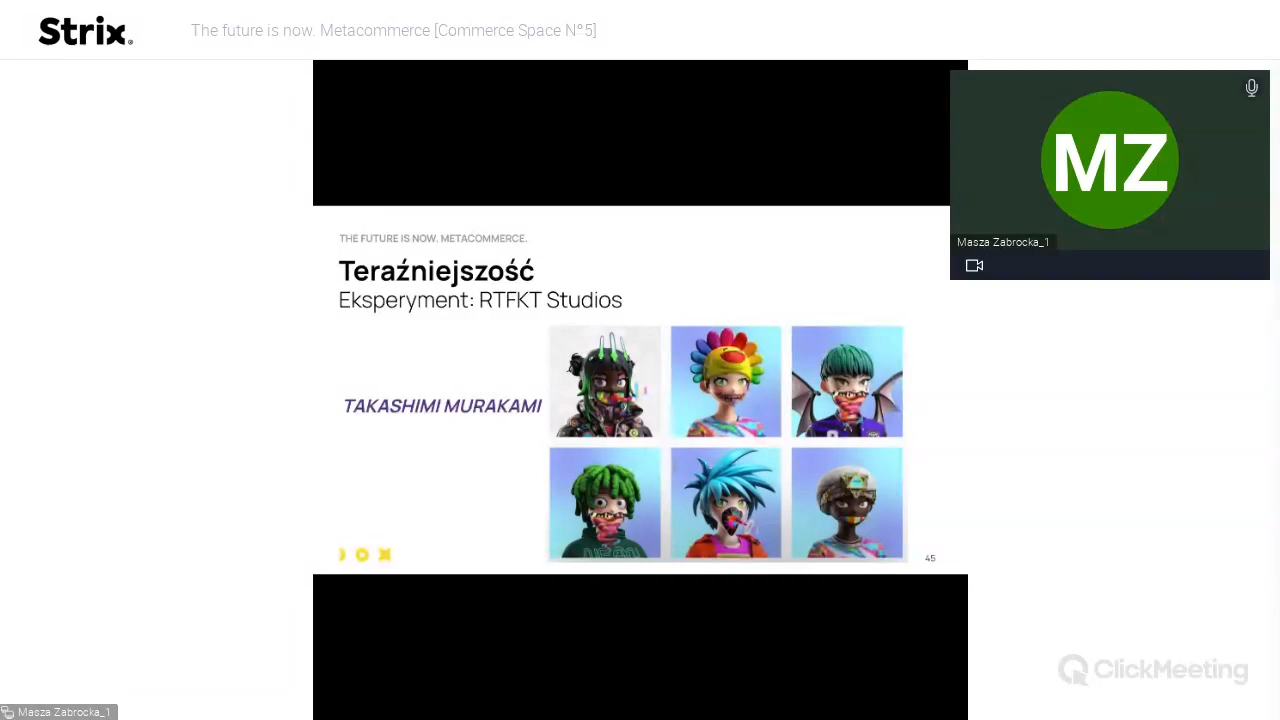 Strix®
The future is now. Metacommerce [Commerce Space N°5]
MZ
Masza Zabrocka_1
THE FUTURE IS NOW. METACOMMERCE.
Teraźniejszość
Eksperyment: RTFKT Studios
TAKASHIMI MURAKAMI
45
ClickMeeting
Masza Zabrocka_1